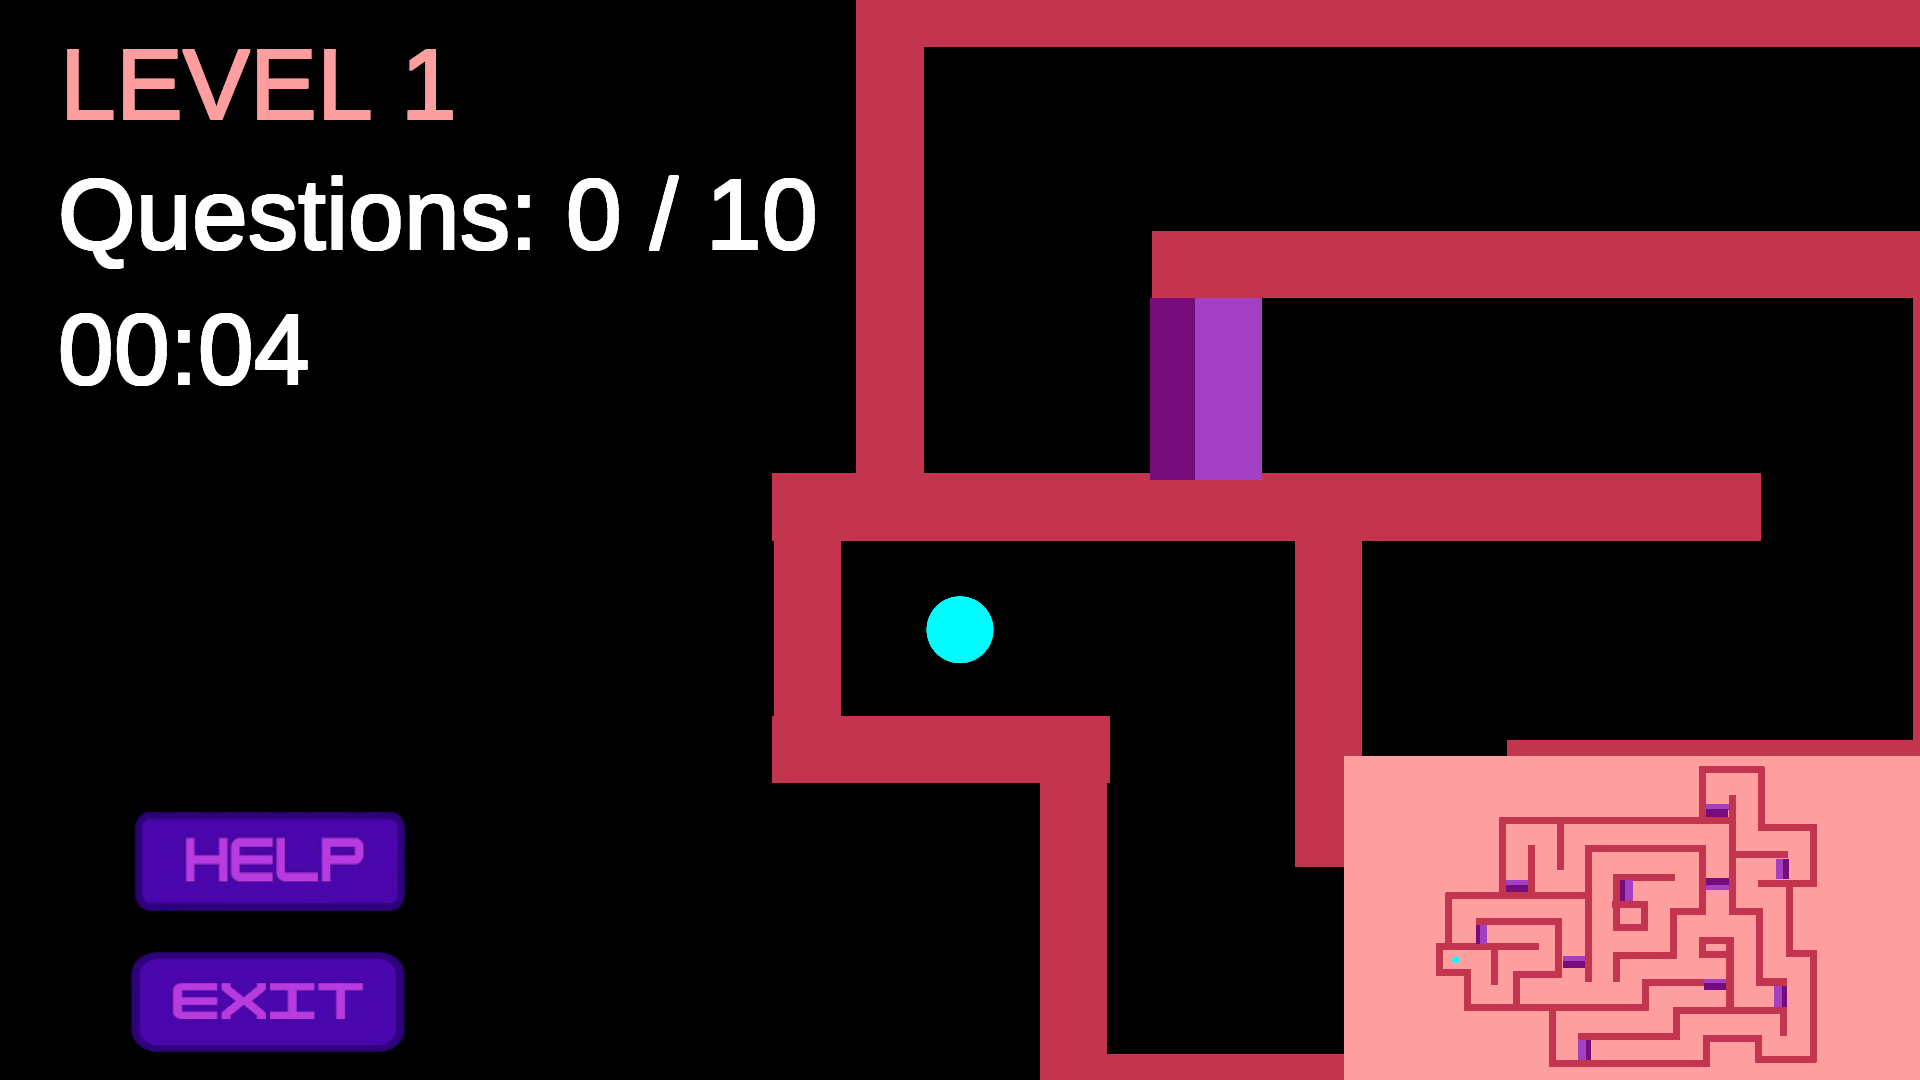 LEVEL 1
Questions: 0 / 10
00:04
HELP
EXIT